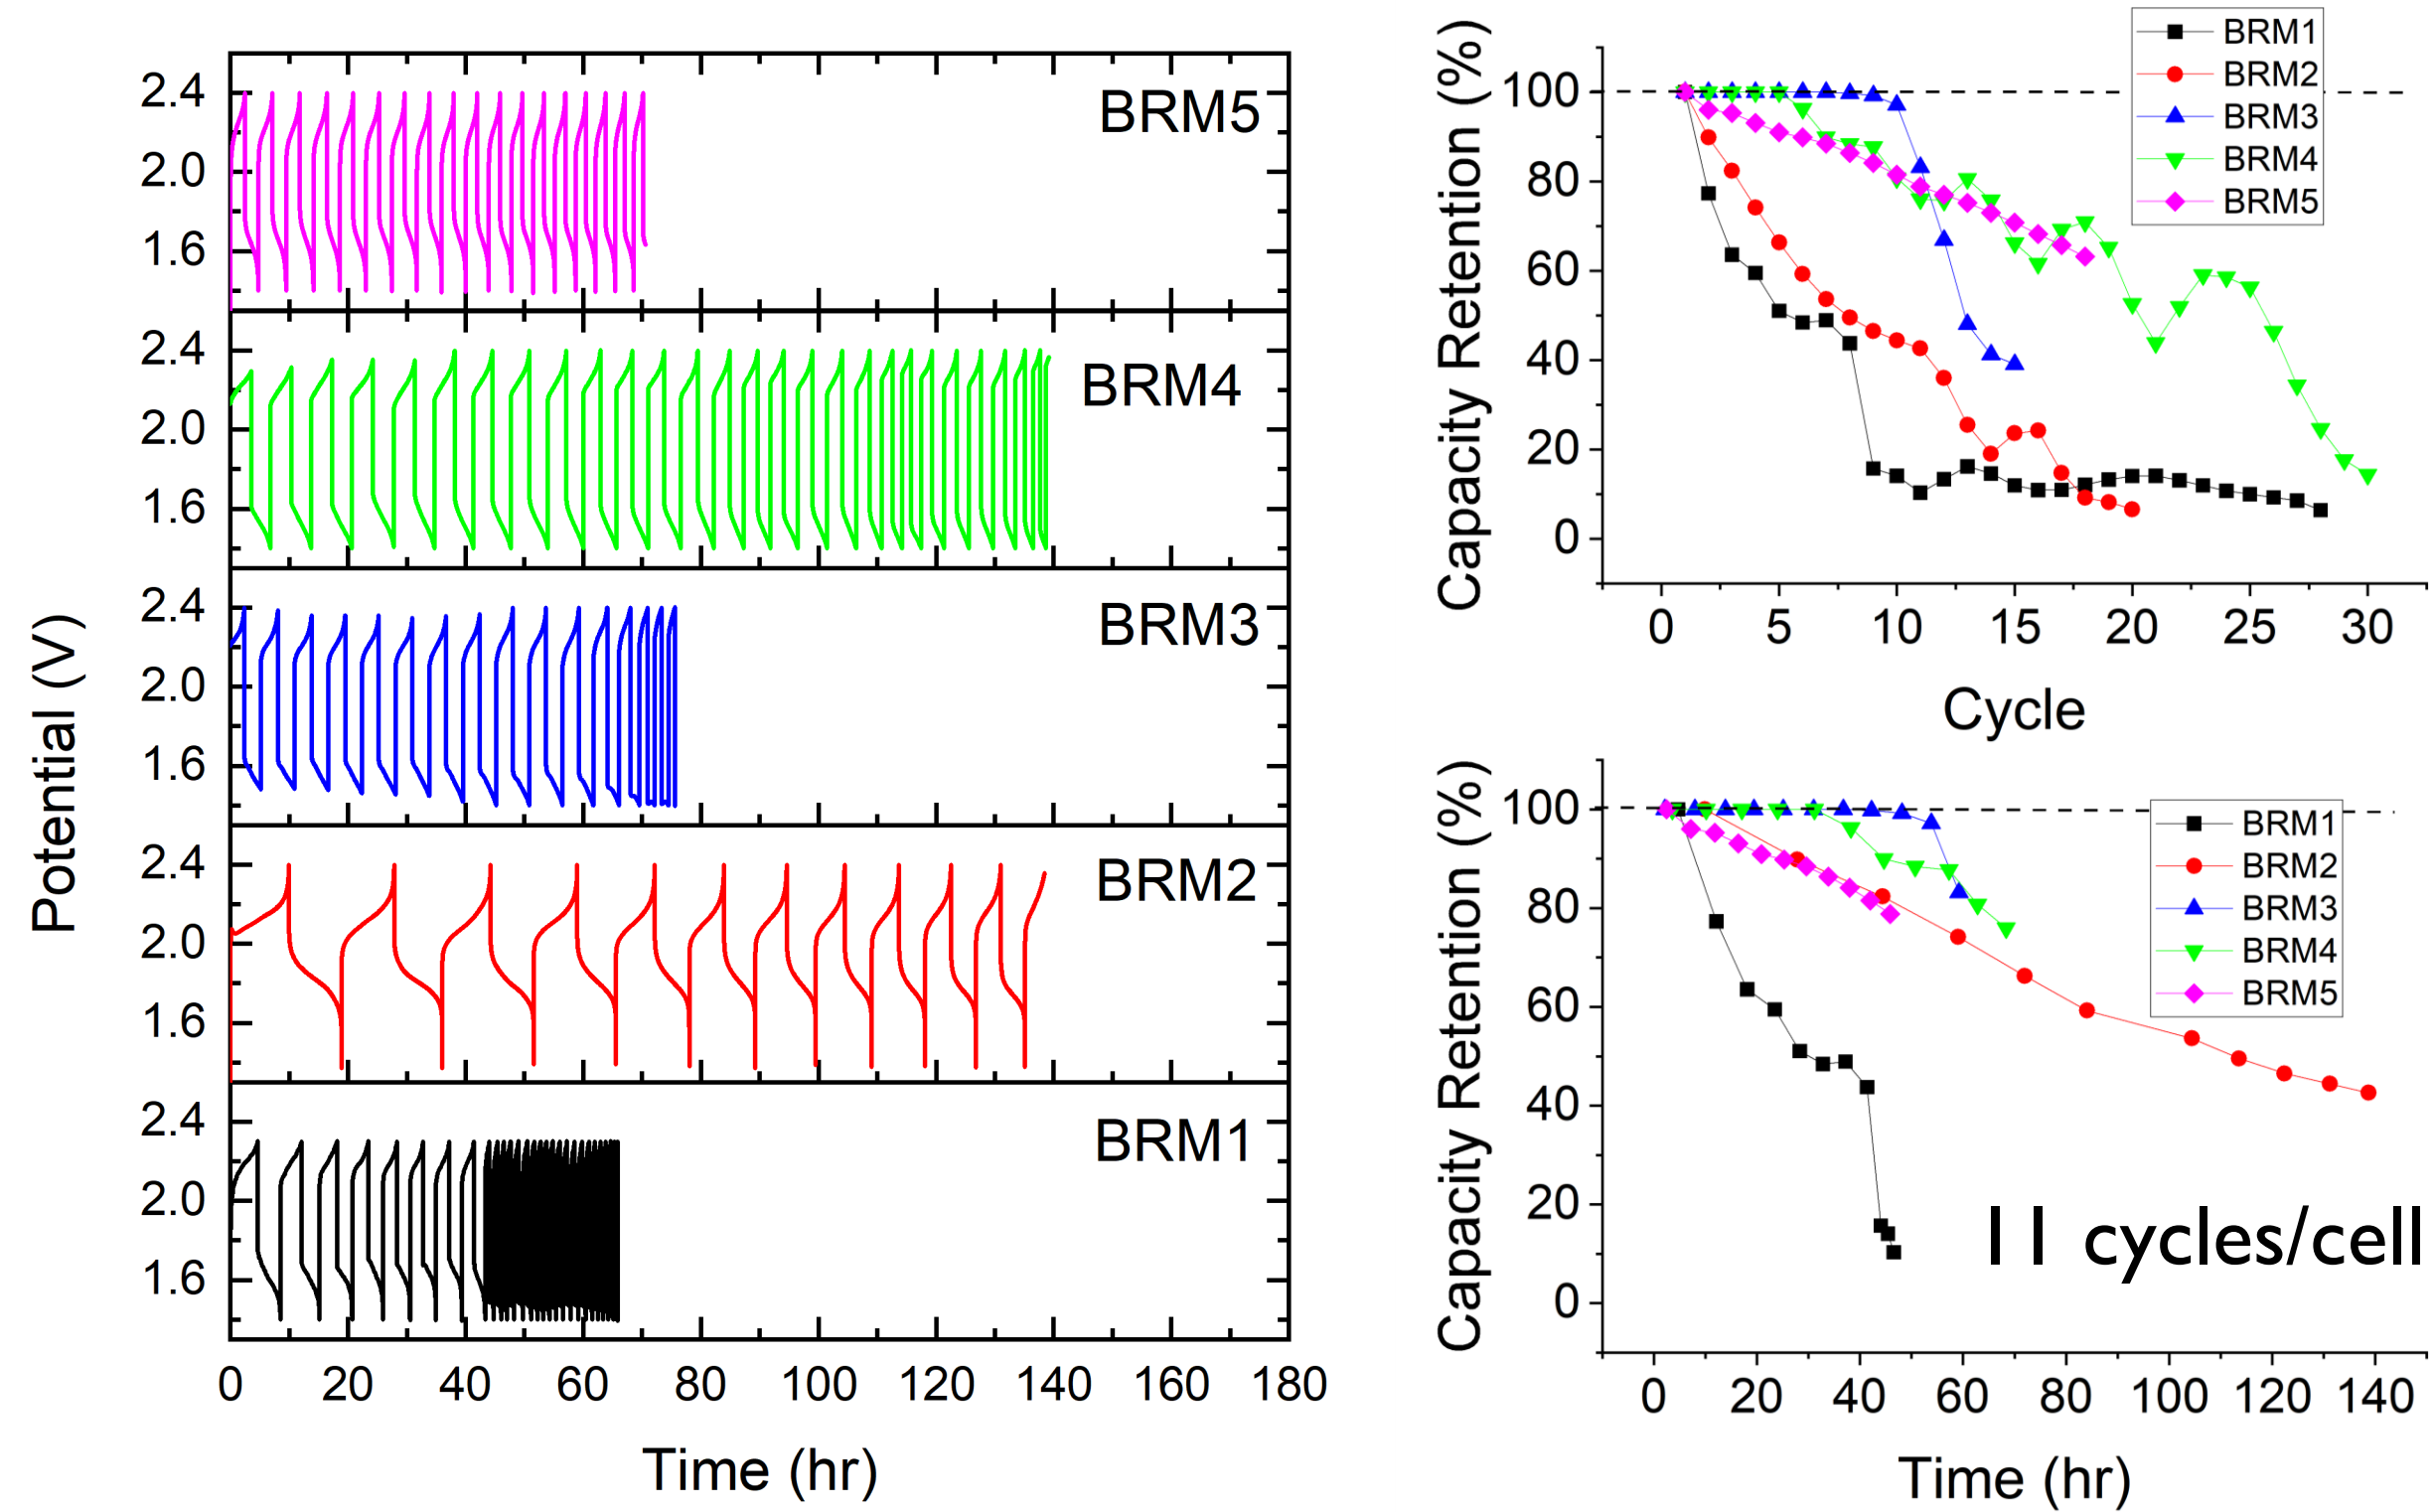 Potential (V)
2.4
2.0
1.6
BRM5
2.4
2.0
1.6
BRM4
2.4
2.0
1.6
BRM3
2.4
2.0
1.6
BRM2
2.4
2.0
1.6
BRM1
0 20 40 60 80 100 120 140 160 180
Time (hr)
Capacity Retention (%)
100
80
60
40
20
0
BRM1
BRM2
BRM3
BRM4
BRM5
0 5 10 15 20 25 30
Cycle
Capacity Retention (%)
100
80
60
40
20
0
BRM1
BRM2
BRM3
BRM4
BRM5
11 cycles/cell
0 20 40 60 80 100 120 140
Time (hr)